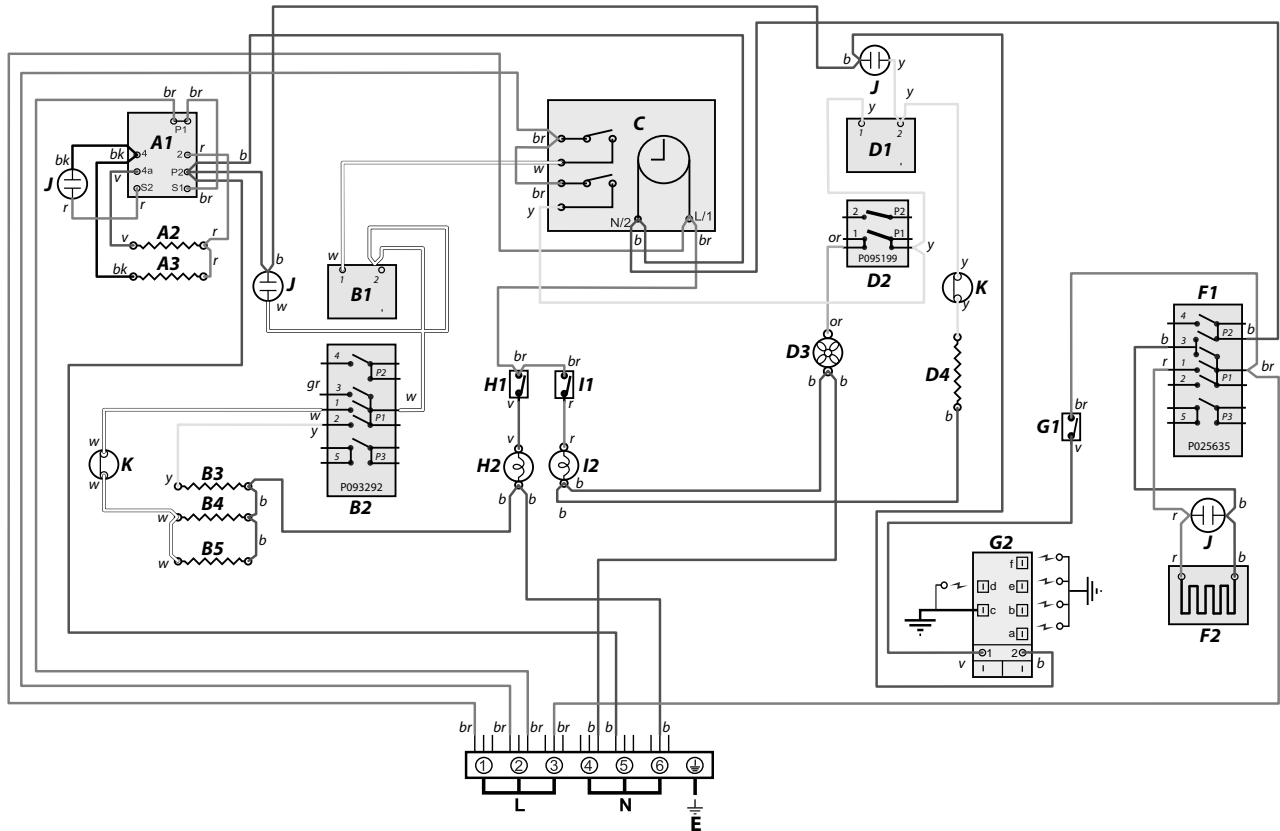 br br
P1
A1
bk 4 2 r
bk
v 4a P2 b
J
S2 S1 br
r r
v A2 r
bk A3 r
b
J
w
w
1 2
B1
C
br
w
br
y
N/2 L/1
b br
b y
J
y y
1 2
D1
2 P2
or 1 P1 y
P095199
D2
y
K
y
or
D3
b b
D4
b
F1
4
P2 b
b 3
r 1 P1 br
2
5 P3
P025635
r b
J
r b
F2
br
G1
v
G2
f
d e
c b
a
1 2
v b
br br
H1 I1
v r
v r
H2 I2
b b b
b
4
P2
gr 3
w 1 P1 w
y 2
5 P3
P093292
B2
w
K
w
y B3 b
w B4
B5 b
w
br br br br b b b
1 2 3 4 5 6
L N E